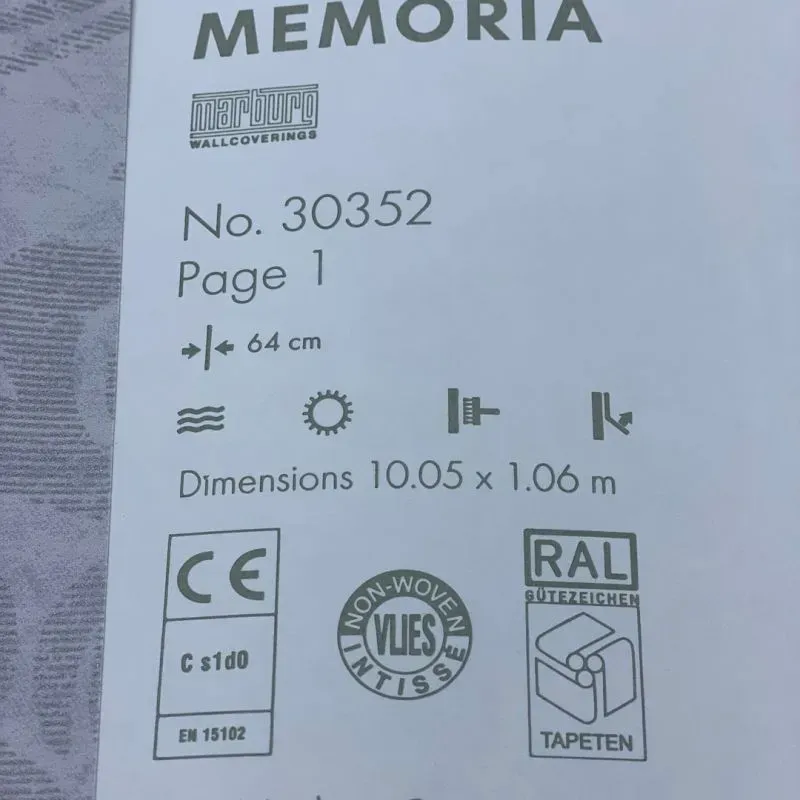 MEMORIA
marburg
WALLCOVERINGS
No. 30352
Page 1
64 cm
Dimensions 10.05 x 1.06 m
CE
C s1d0
EN 15102
NON-WOVEN
VLIES
INTISSÉ
RAL
GÜTEZEICHEN
TAPETEN